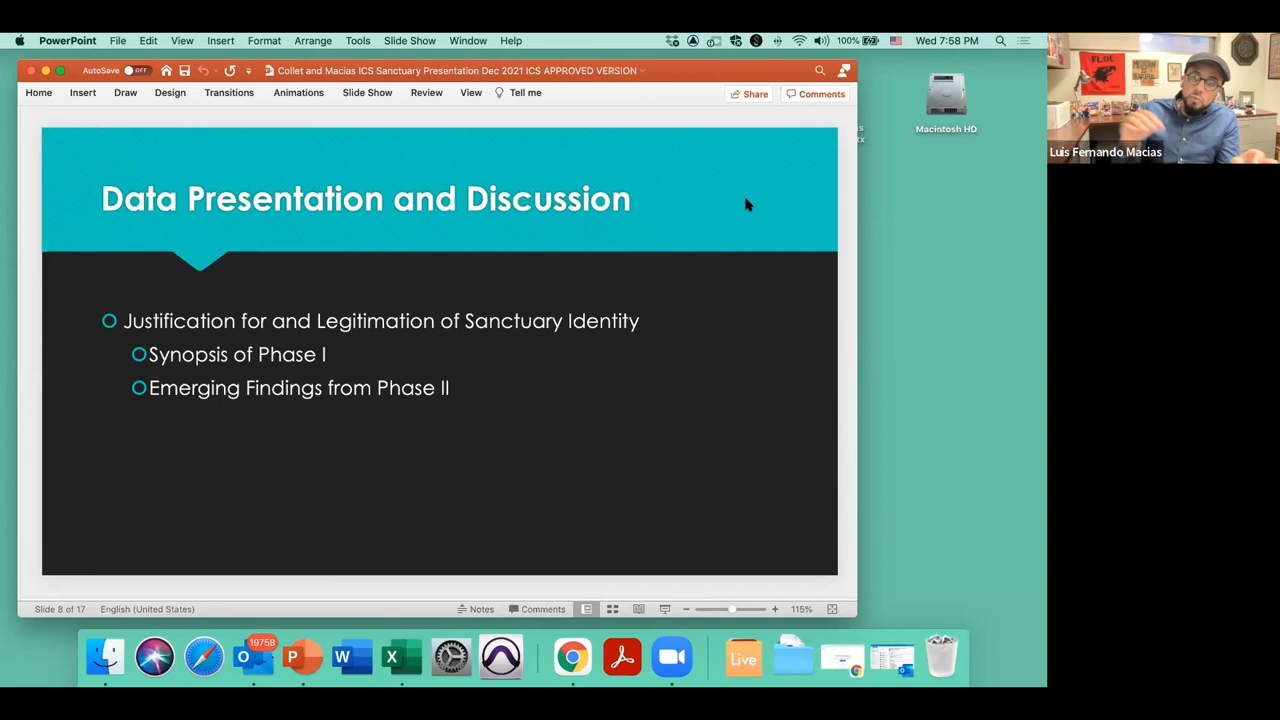 PowerPoint File Edit View Insert Format Arrange Tools Slide Show Window Help 100% Wed 7:58 PM
AutoSave OFF Collet and Macias ICS Sanctuary Presentation Dec 2021 ICS APPROVED VERSION
Home Insert Draw Design Transitions Animations Slide Show Review View Tell me Share Comments
Data Presentation and Discussion
Justification for and Legitimation of Sanctuary Identity
Synopsis of Phase I
Emerging Findings from Phase II
Slide 8 of 17 English (United States) Notes Comments 115%
19758
Live
Macintosh HD
FLOC
Luis Fernando Macias